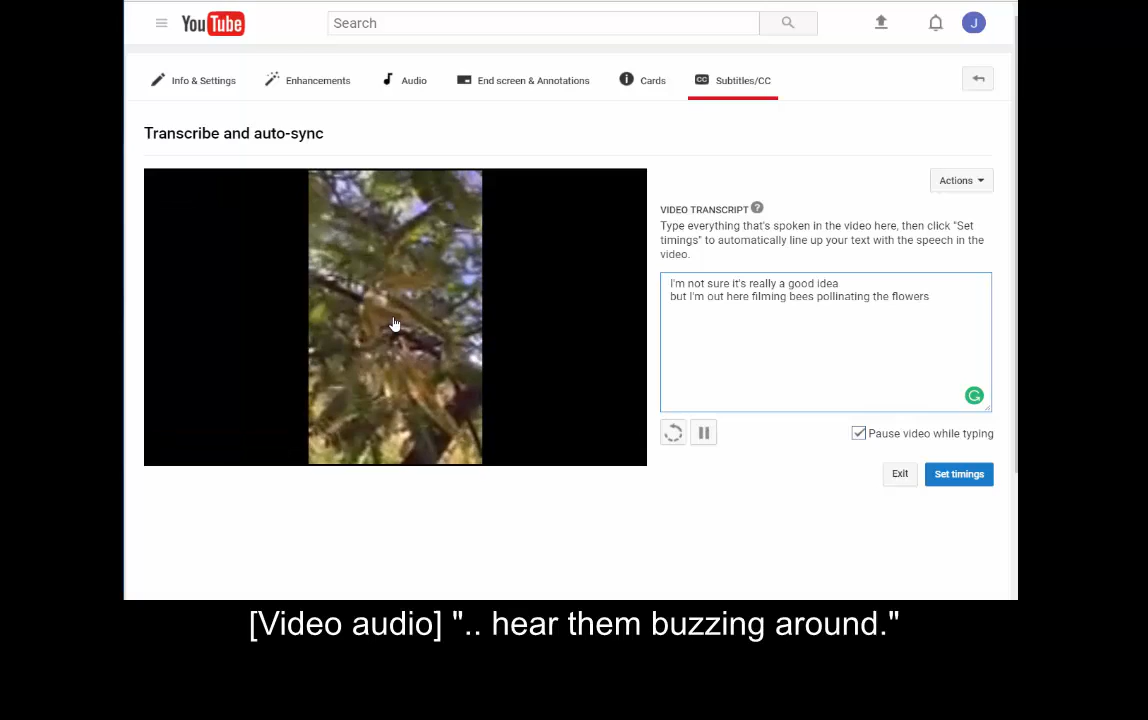 YouTube
Search
J
Info & Settings
Enhancements
Audio
End screen & Annotations
Cards
CC Subtitles/CC
Transcribe and auto-sync
Actions
VIDEO TRANSCRIPT ?
Type everything that's spoken in the video here, then click "Set
timings" to automatically line up your text with the speech in the
video.
I'm not sure it's really a good idea
but I'm out here filming bees pollinating the flowers
Pause video while typing
Exit
Set timings
[Video audio] ".. hear them buzzing around."